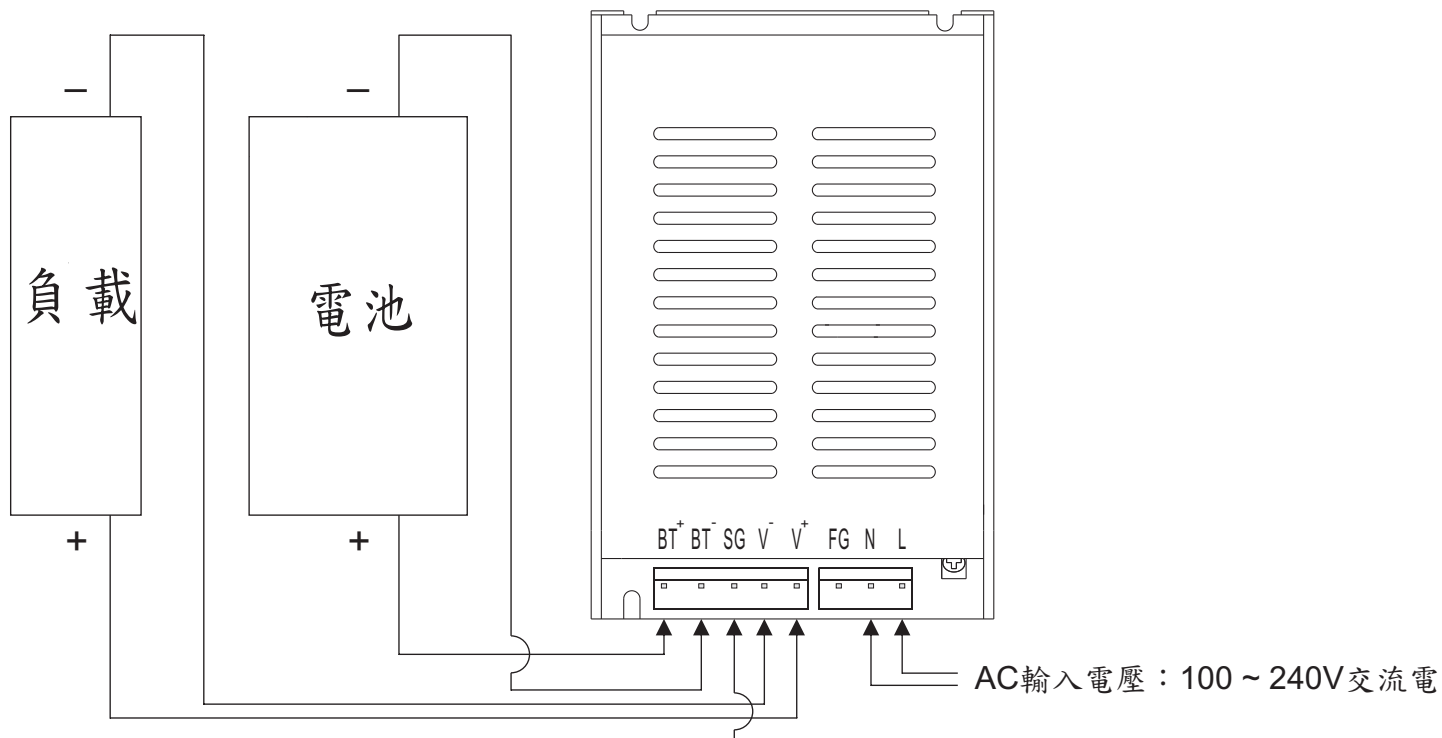 − −
負載
電池
+ +
BT+ BT- SG V- V+ FG N L
AC輸入電壓：100 ~ 240V交流電